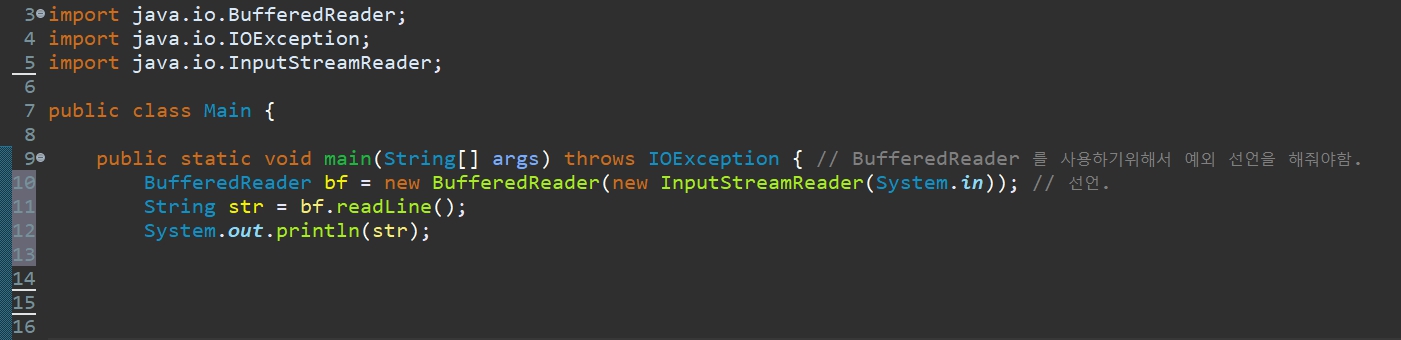 3 import java.io.BufferedReader;
4 import java.io.IOException;
5 import java.io.InputStreamReader;
6
7 public class Main {
8
9     public static void main(String[] args) throws IOException { // BufferedReader 를 사용하기위해서 예외 선언을 해줘야함.
10         BufferedReader bf = new BufferedReader(new InputStreamReader(System.in)); // 선언.
11         String str = bf.readLine();
12         System.out.println(str);
13
14
15
16